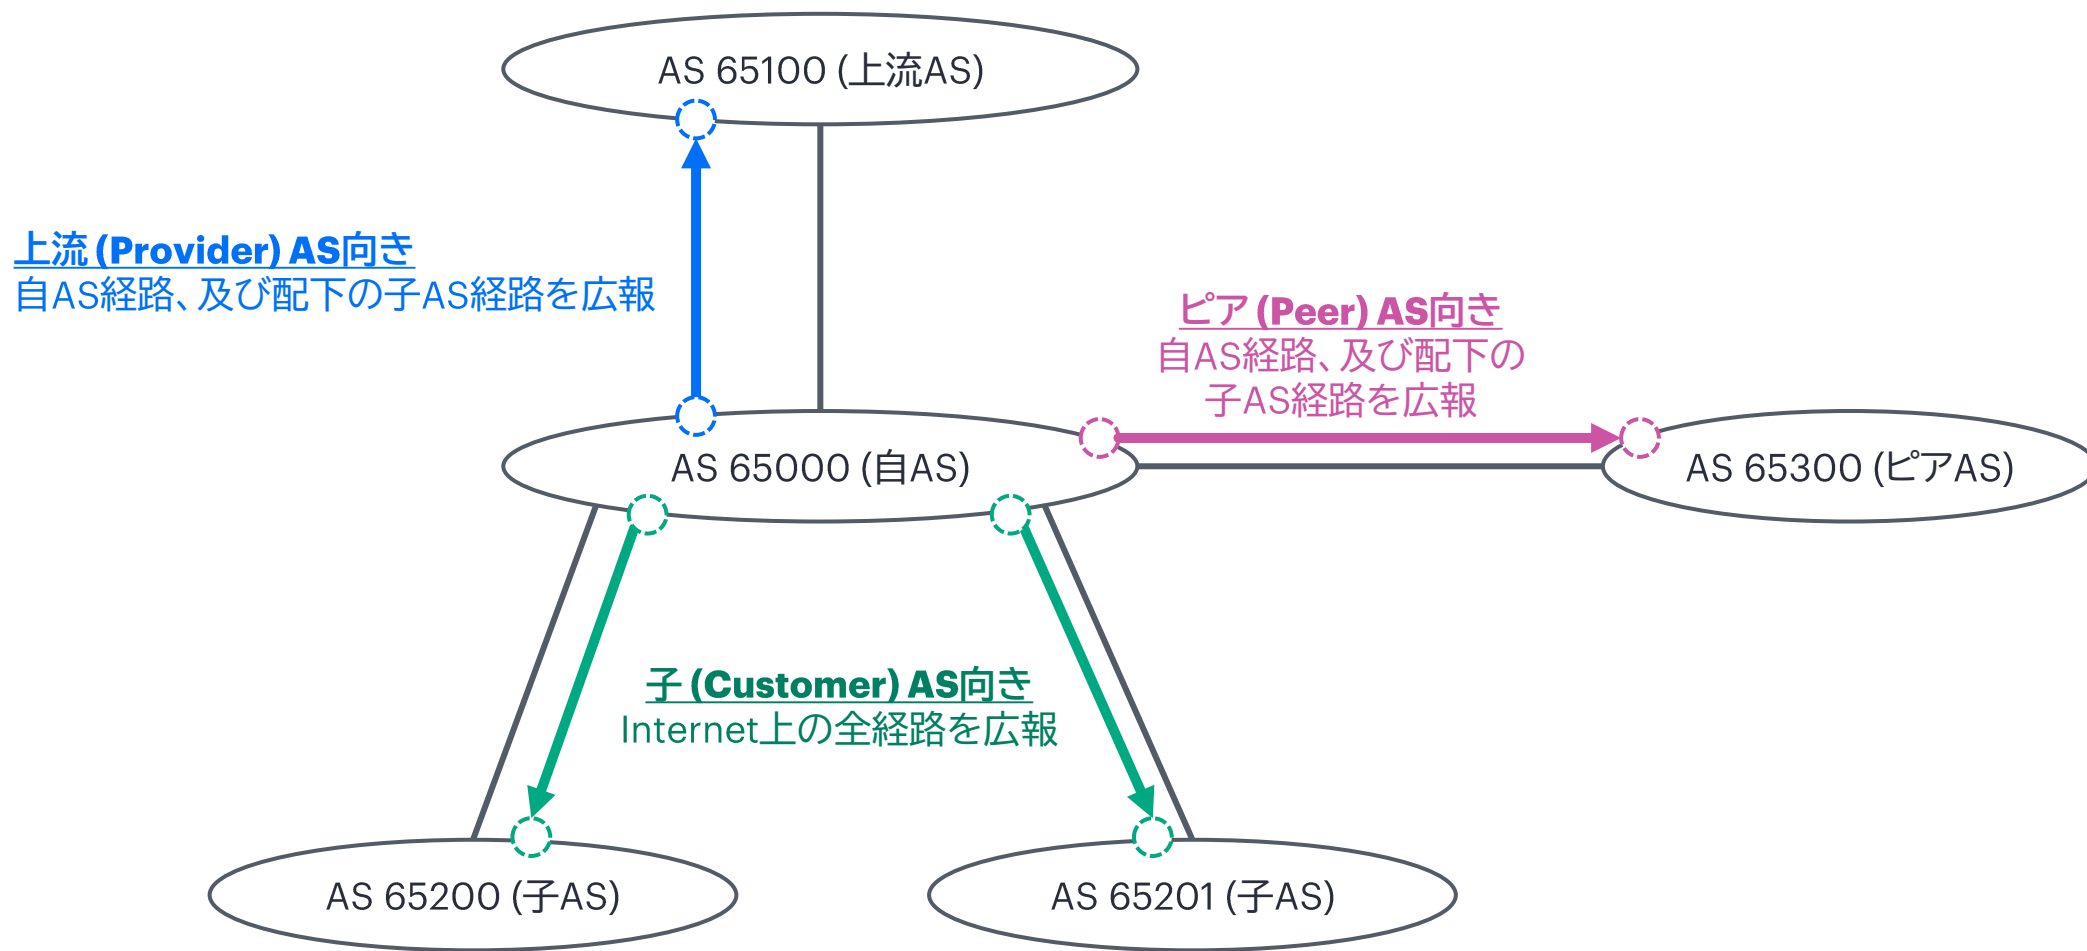 AS 65100 (上流AS)
上流 (Provider) AS向き
自AS経路、及び配下の子AS経路を広報
ピア (Peer) AS向き
自AS経路、及び配下の
子AS経路を広報
AS 65000 (自AS)
AS 65300 (ピアAS)
子 (Customer) AS向き
Internet上の全経路を広報
AS 65200 (子AS)
AS 65201 (子AS)